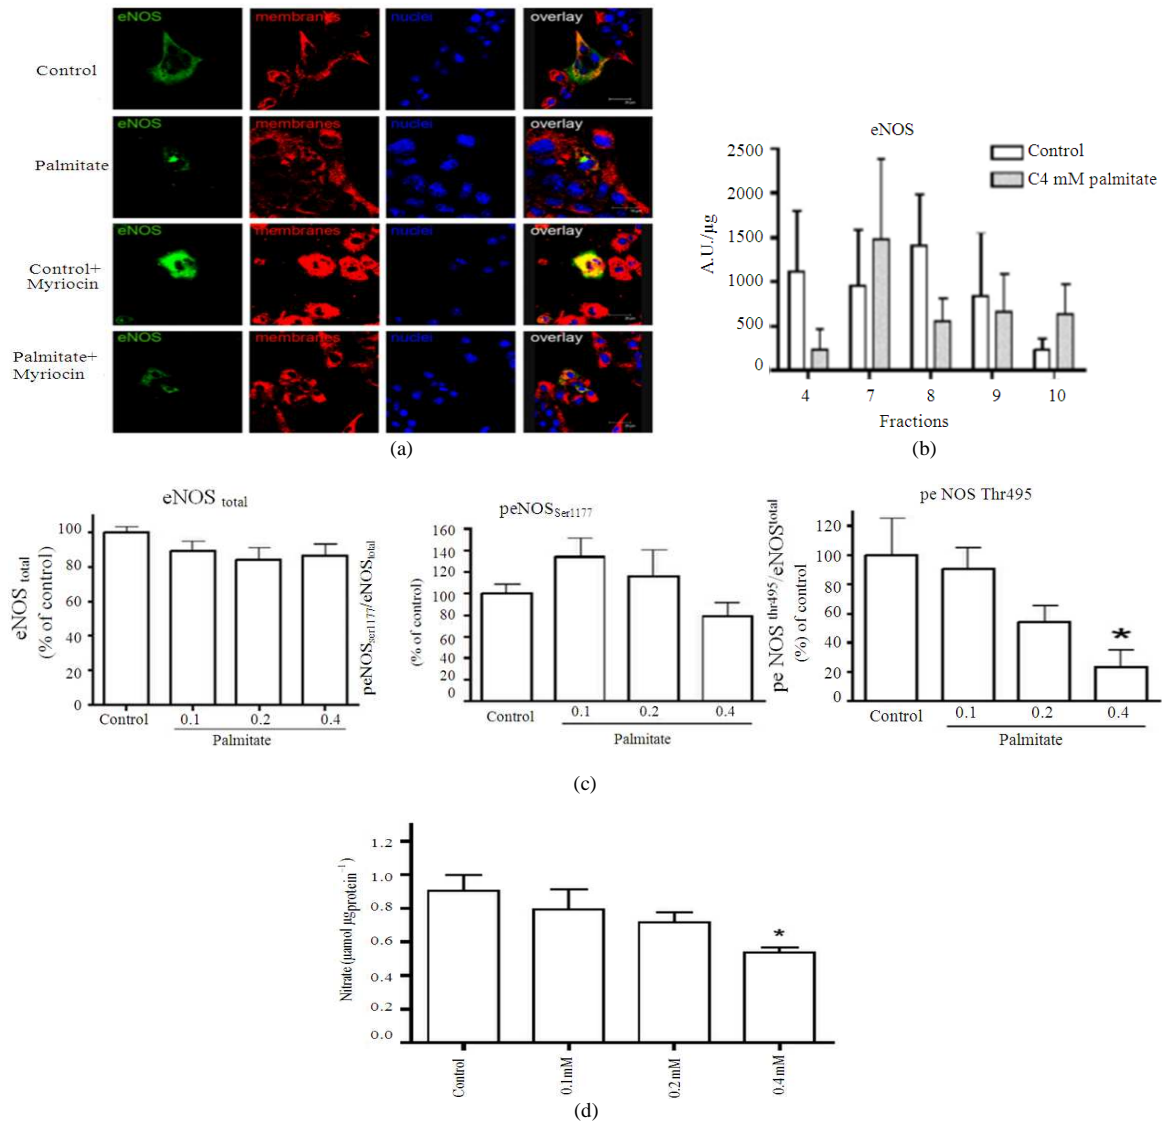 eNOS membranes nuclei overlay
Control
eNOS membranes nuclei overlay
Palmitate
eNOS membranes nuclei overlay
Control+
Myriocin
eNOS membranes nuclei overlay
Palmitate+
Myriocin
(a)
eNOS
Control
C4 mM palmitate
A.U./µg
2500
2000
1500
1000
500
0
4 7 8 9 10
Fractions
(b)
eNOS total
eNOS total
(% of control)
100
80
60
40
20
0
Control 0.1 0.2 0.4
Palmitate
peNOSSer1177
peNOSser1177/eNOStotal
(% of control)
160
140
120
100
80
60
40
20
0
Control 0.1 0.2 0.4
Palmitate
pe NOS Thr495
pe NOS thr495/eNOStotal
(%) of control
120
100
80
60
40
20
0
*
Control 0.1 0.2 0.4
Palmitate
(c)
Nitrate (µamol µgprotein⁻¹)
1.2
1.0
0.8
0.6
0.4
0.2
0.0
*
Control 0.1mM 0.2mM 0.4mM
(d)